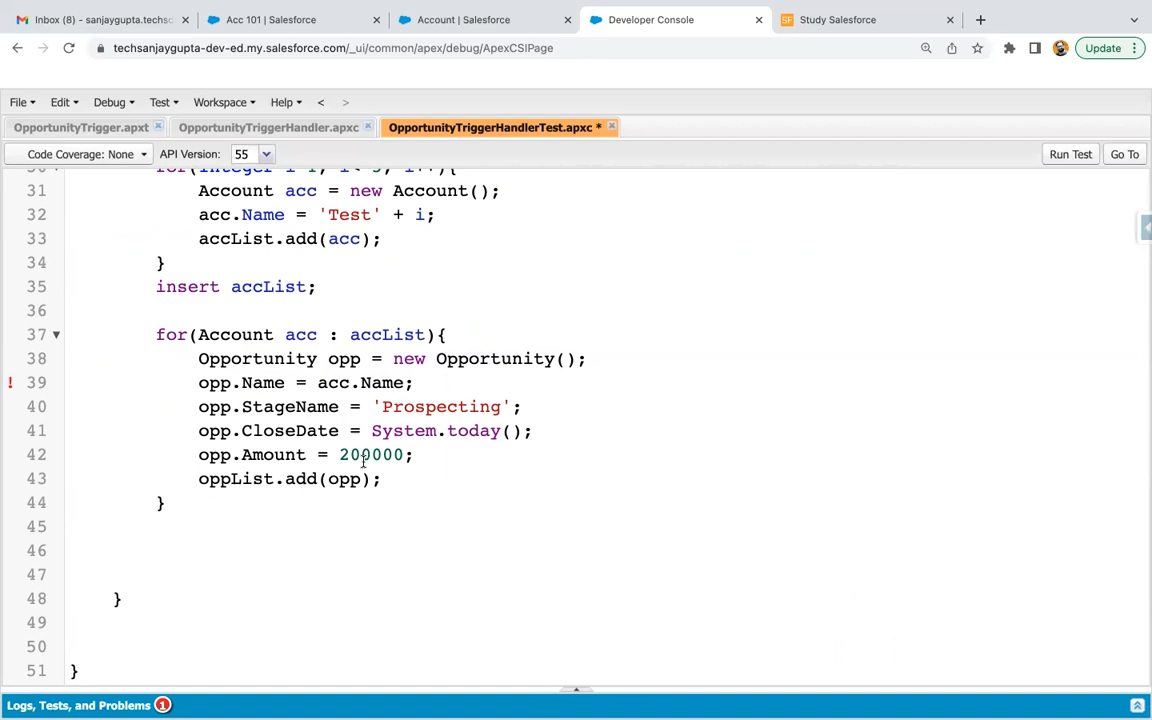 Inbox (8) - sanjaygupta.techsc
Acc 101 | Salesforce
Account | Salesforce
Developer Console
Study Salesforce
techsanjaygupta-dev-ed.my.salesforce.com/_ui/common/apex/debug/ApexCSIPage
Update
File Edit Debug Test Workspace Help < >
OpportunityTrigger.apxt
OpportunityTriggerHandler.apxc
OpportunityTriggerHandlerTest.apxc *
Code Coverage: None
API Version: 55
Run Test
Go To
31 Account acc = new Account();
32 acc.Name = 'Test' + i;
33 accList.add(acc);
34 }
35 insert accList;
36
37 for(Account acc : accList){
38 Opportunity opp = new Opportunity();
! 39 opp.Name = acc.Name;
40 opp.StageName = 'Prospecting';
41 opp.CloseDate = System.today();
42 opp.Amount = 200000;
43 oppList.add(opp);
44 }
45
46
47
48 }
49
50
51 }
Logs, Tests, and Problems 1